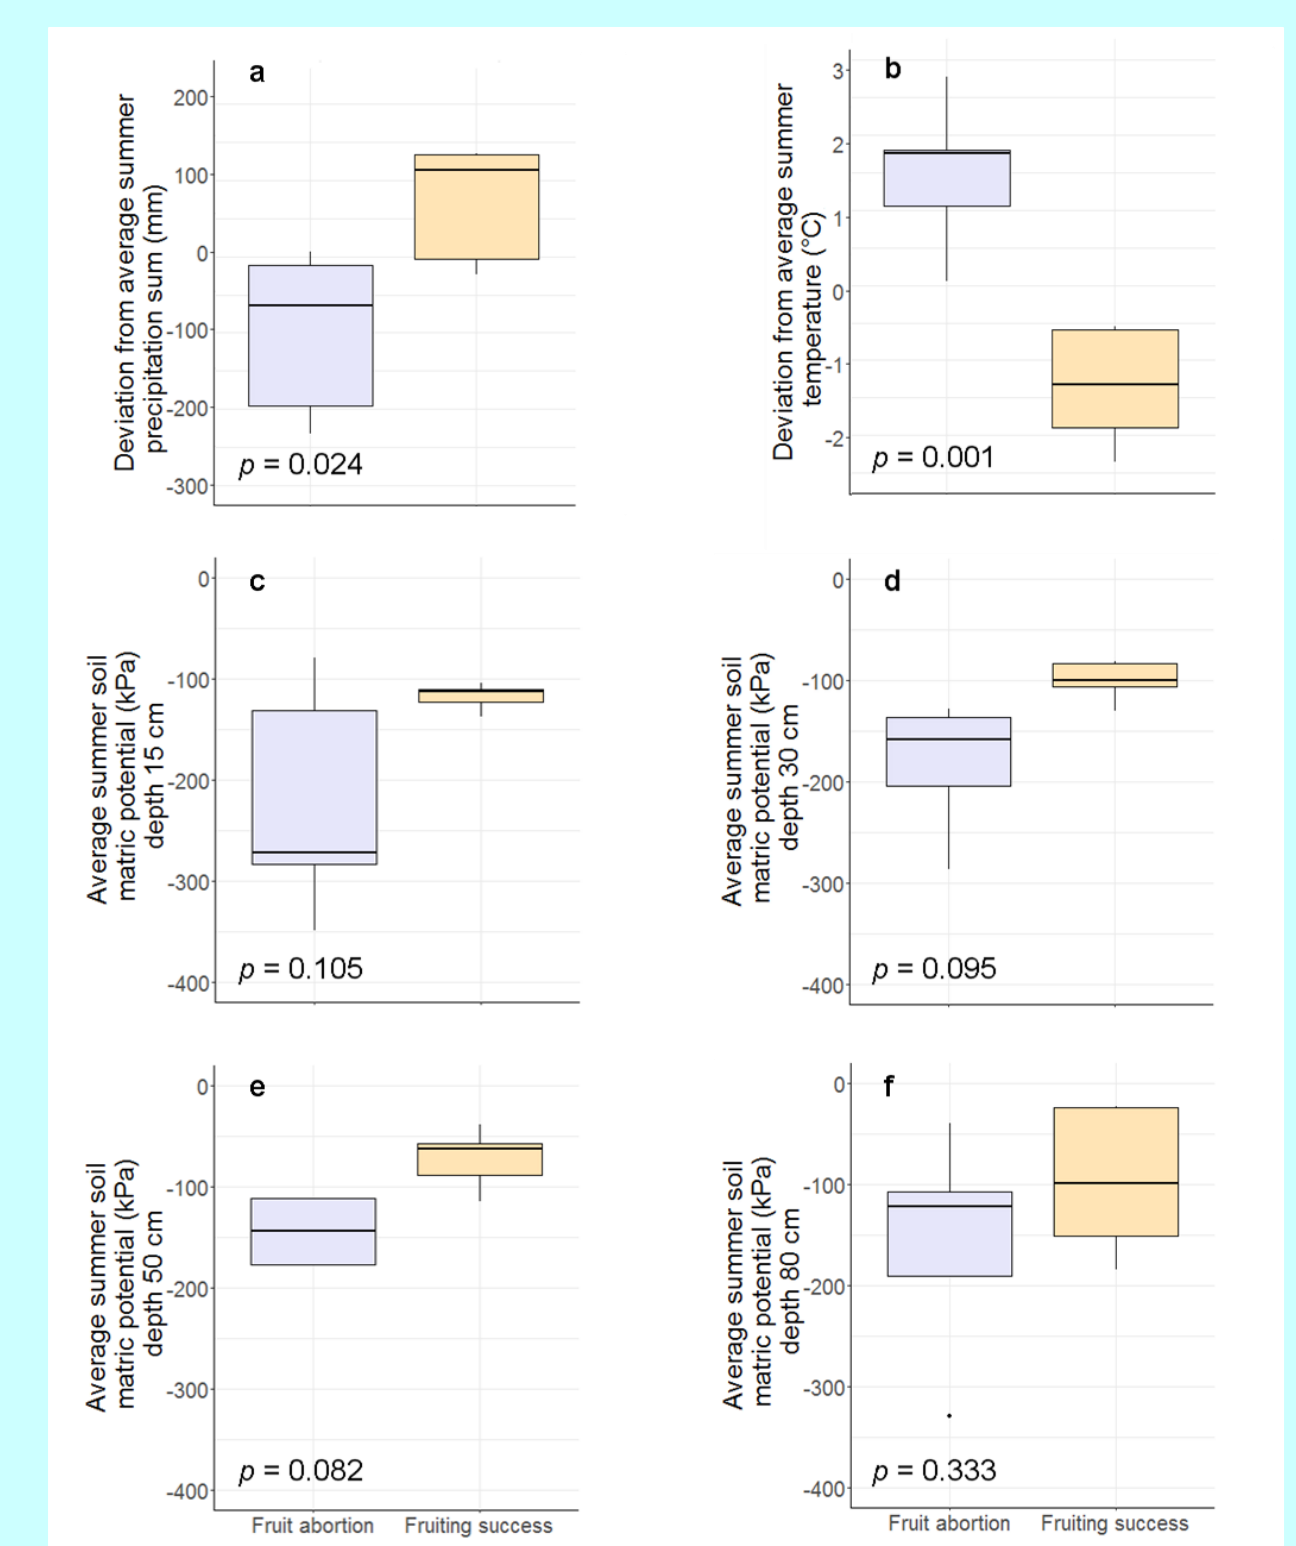 a
Deviation from average summer
precipitation sum (mm)
200
100
0
-100
-200
-300
p = 0.024
b
Deviation from average summer
temperature (°C)
3
2
1
0
-1
-2
p = 0.001
c
Average summer soil
matric potential (kPa)
depth 15 cm
0
-100
-200
-300
-400
p = 0.105
d
Average summer soil
matric potential (kPa)
depth 30 cm
0
-100
-200
-300
-400
p = 0.095
e
Average summer soil
matric potential (kPa)
depth 50 cm
0
-100
-200
-300
-400
p = 0.082
Fruit abortion Fruiting success
f
Average summer soil
matric potential (kPa)
depth 80 cm
0
-100
-200
-300
-400
p = 0.333
Fruit abortion Fruiting success